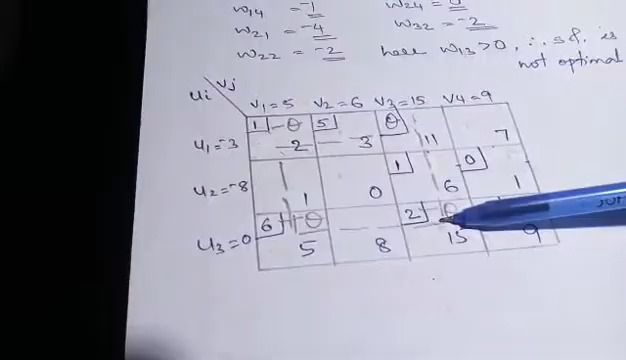 w14 = -1
w24 = 0
w21 = -4
w32 = -2
w22 = -2
here w13>0, ∴ s f. is
not optimal
ui vj
v1=5 v2=6 v3=15 v4=9
u1=-3 1 -θ 2 5 3 θ 11 7
u2=-8 1 0 1 6 0 1
u3=0 6 +θ 5 8 2 15 9